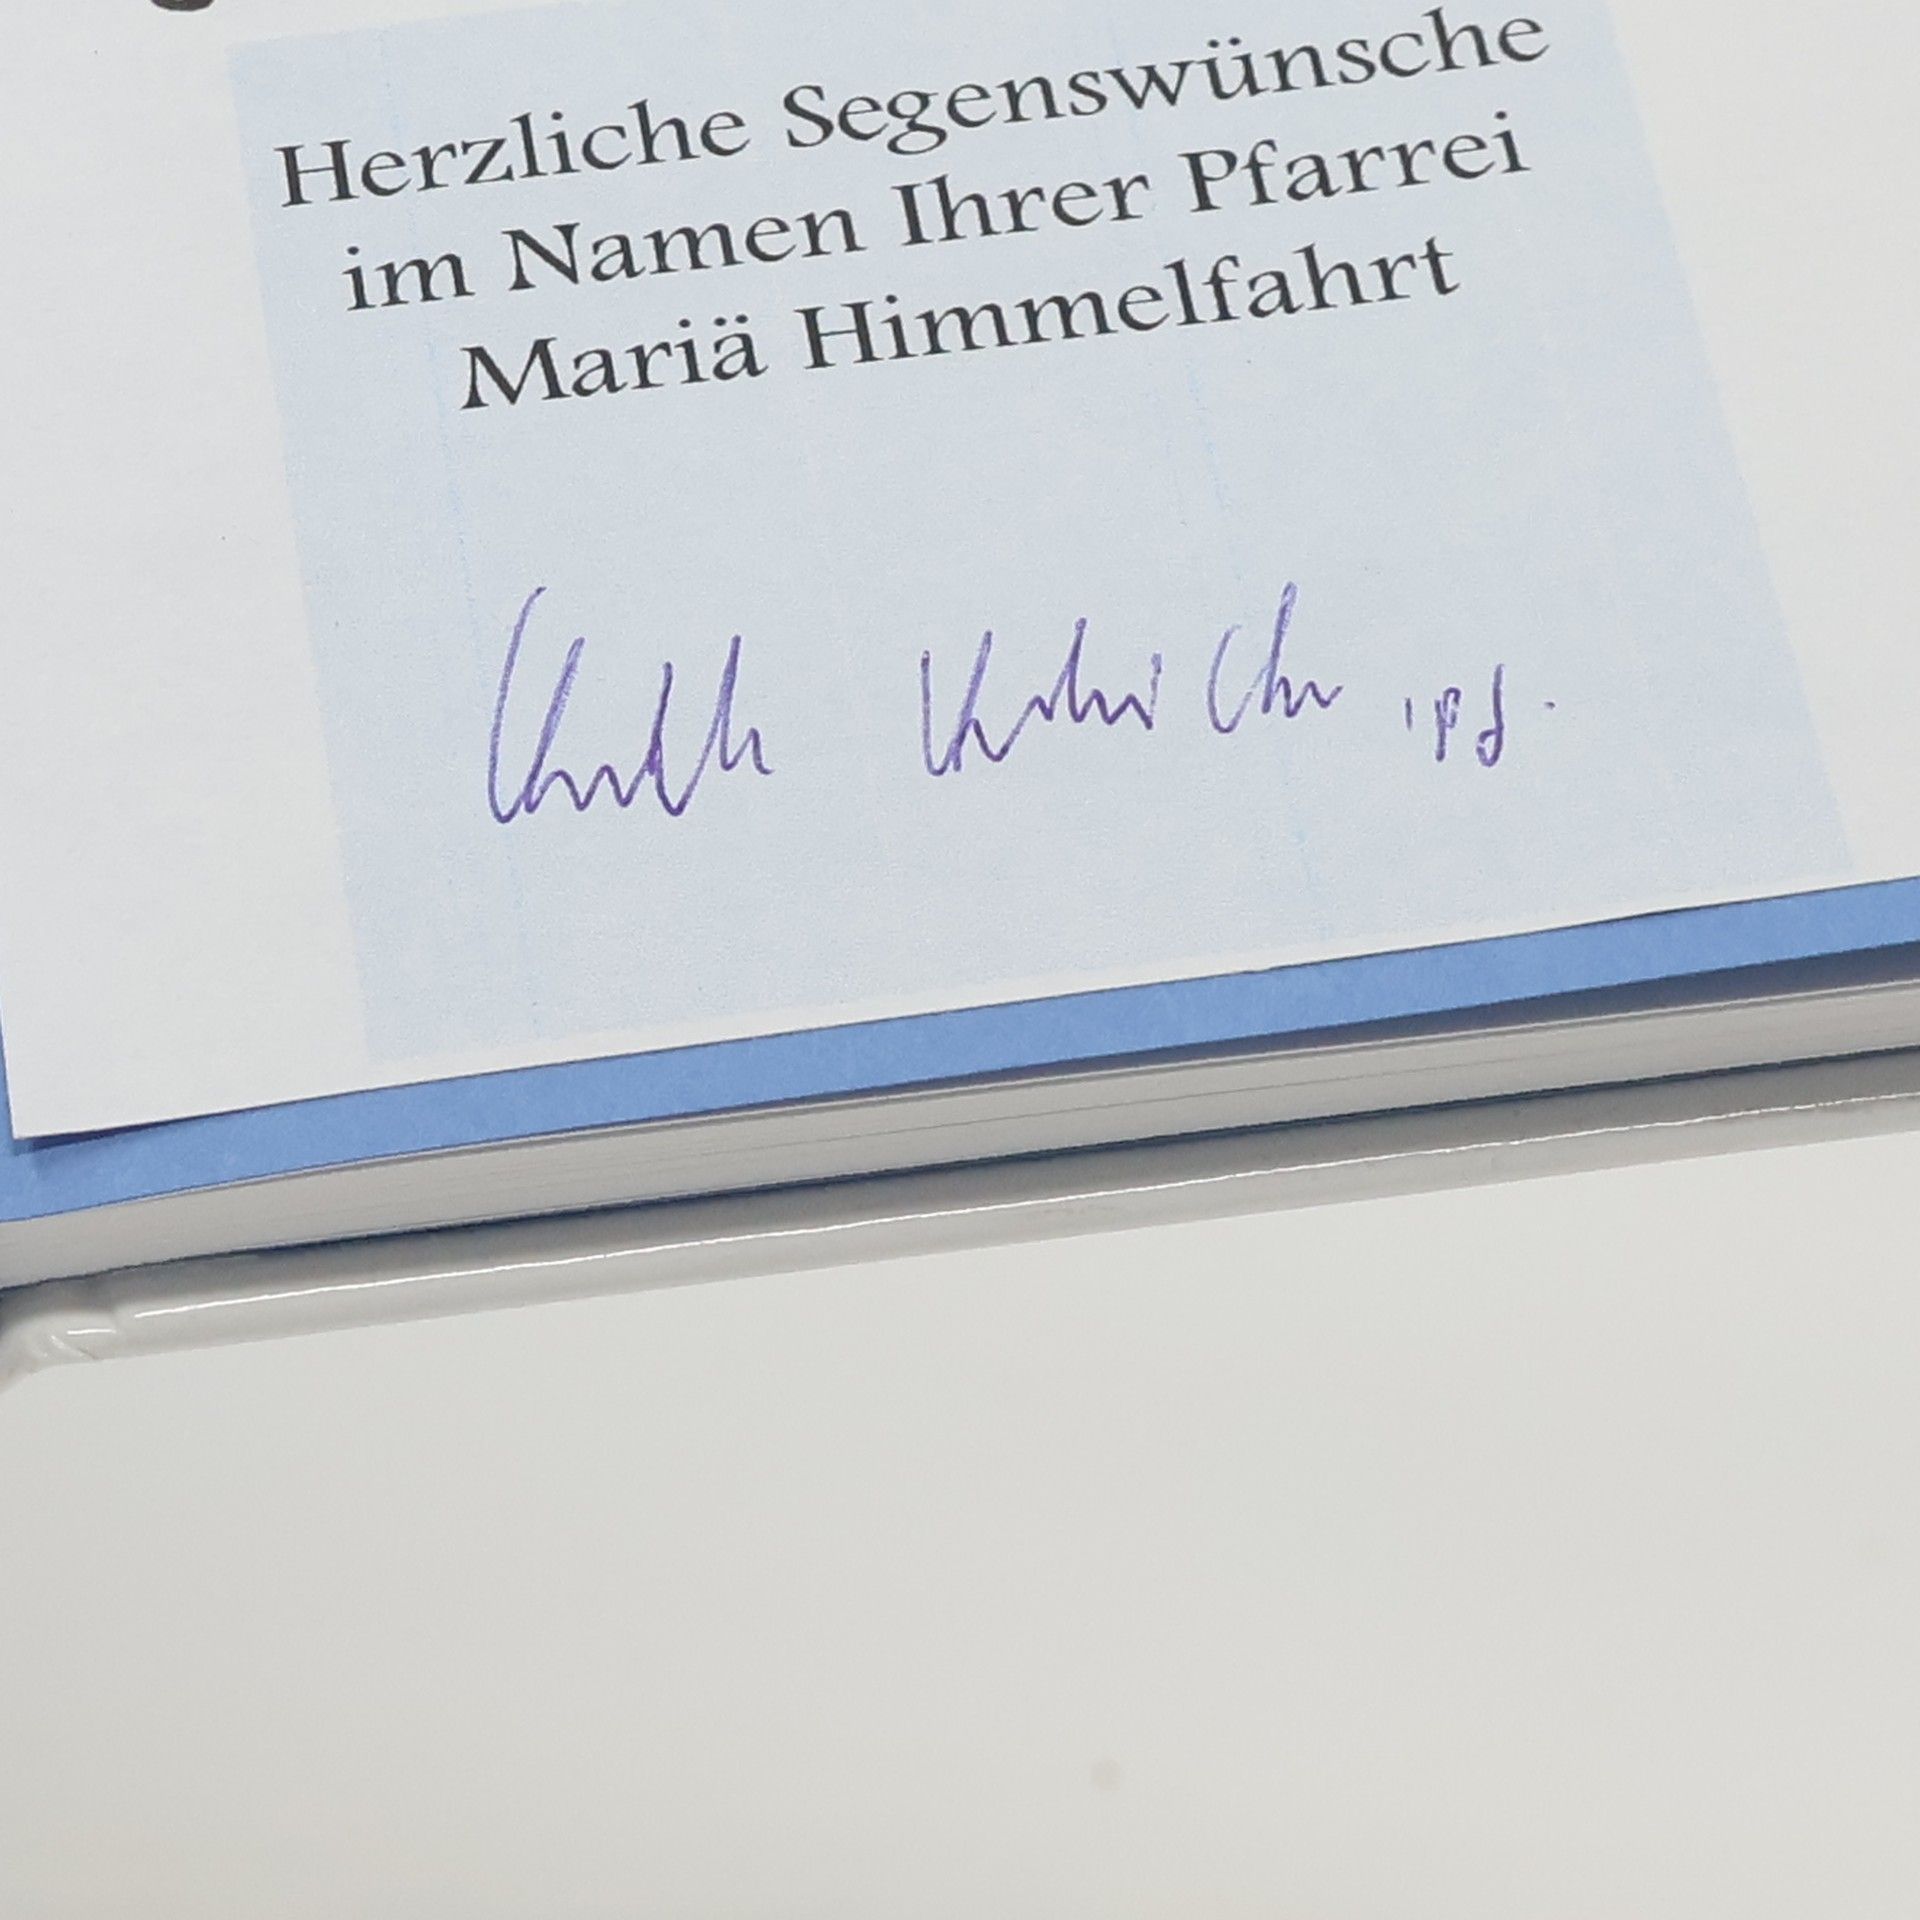 Herzliche Segenswünsche
im Namen Ihrer Pfarrei
Mariä Himmelfahrt